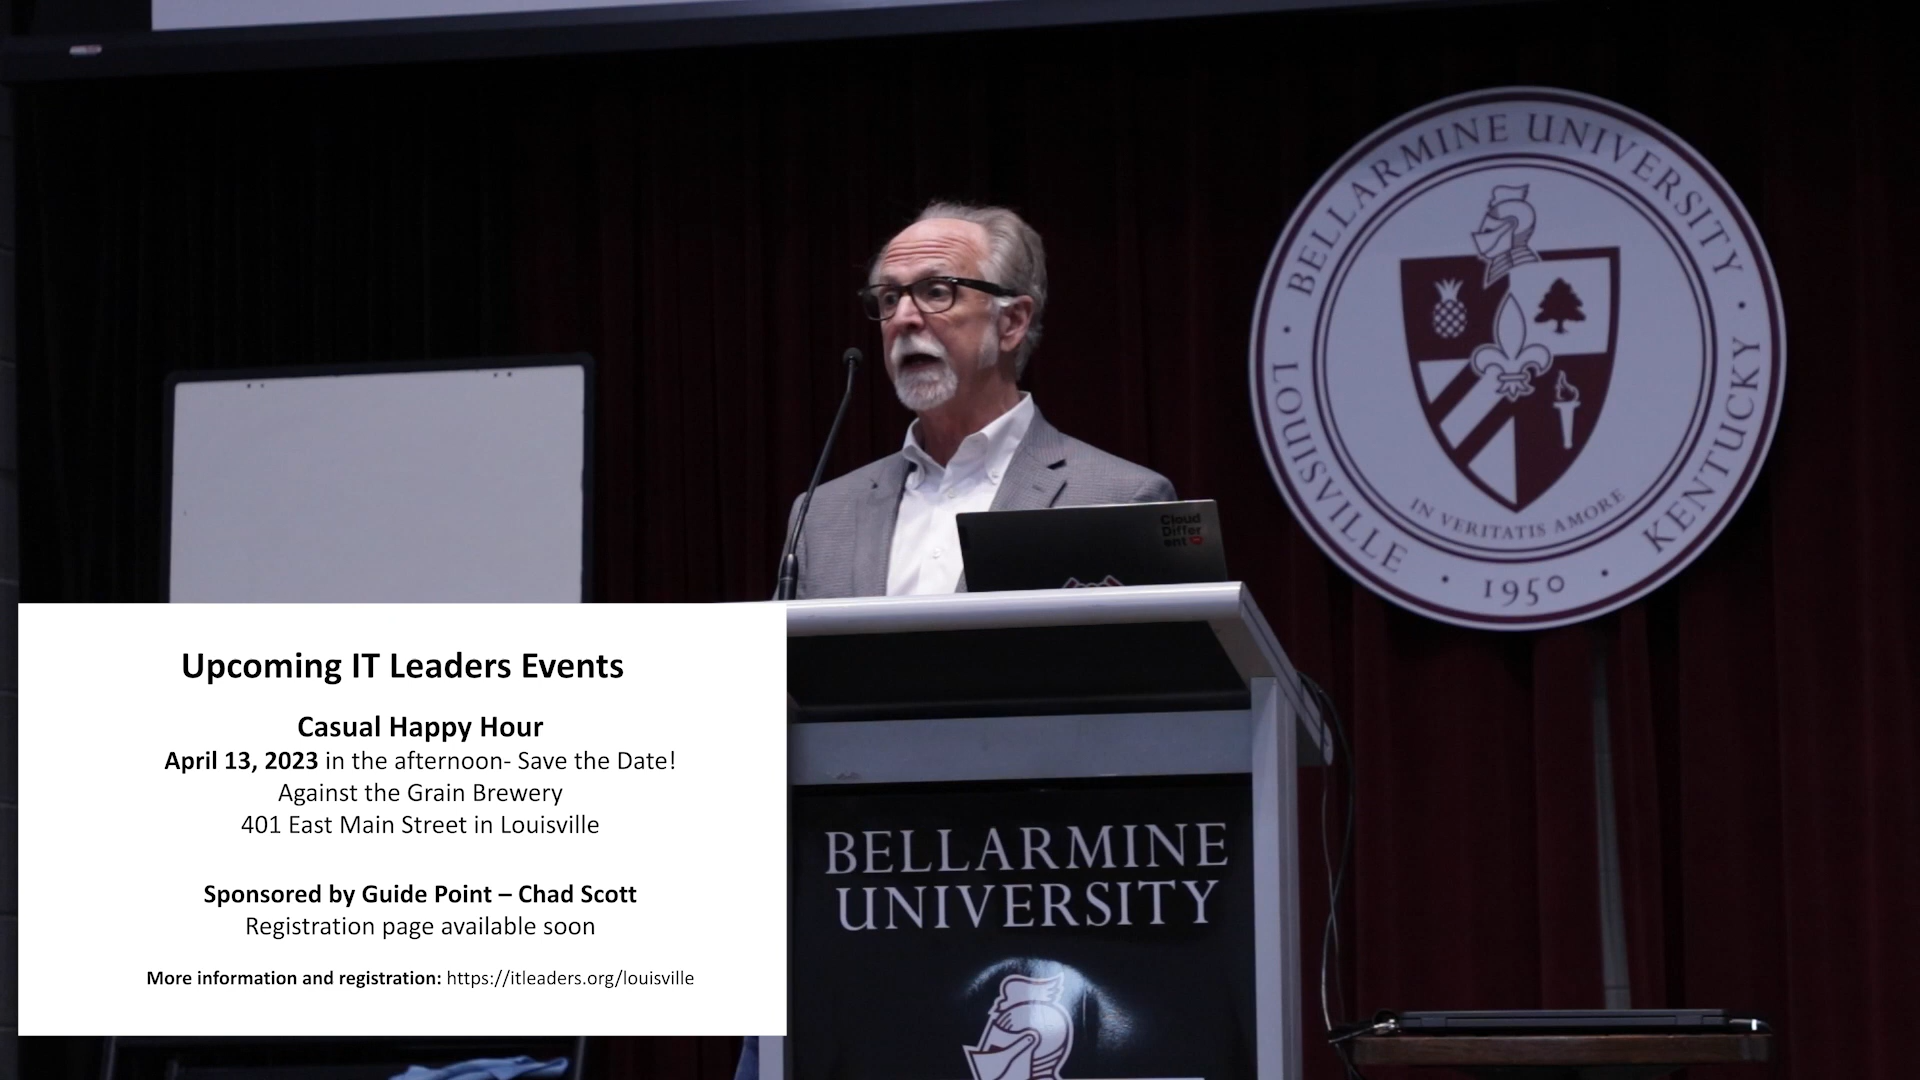 BELLARMINE UNIVERSITY
LOUISVILLE
KENTUCKY
1950
IN VERITATIS AMORE
Cloud
Differ
ent
Upcoming IT Leaders Events
Casual Happy Hour
April 13, 2023 in the afternoon- Save the Date!
Against the Grain Brewery
401 East Main Street in Louisville
Sponsored by Guide Point – Chad Scott
Registration page available soon
More information and registration: https://itleaders.org/louisville
BELLARMINE
UNIVERSITY